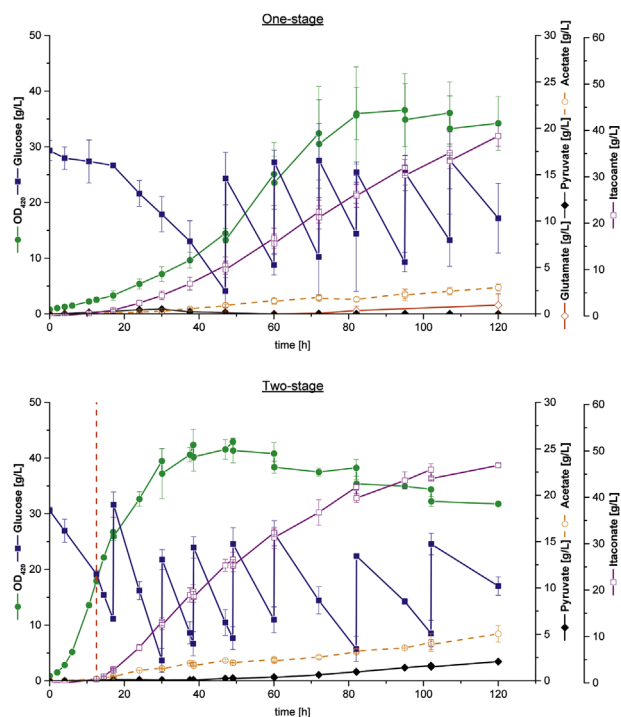 One-stage
Glucose [g/L]
OD420
50
40
30
20
10
0
0 20 40 60 80 100 120
time [h]
30
25
20
15
10
5
0
Acetate [g/L]
Pyruvate [g/L]
Glutamate [g/L]
60
50
40
30
20
10
0
Itacoante [g/L]
Two-stage
Glucose [g/L]
OD420
50
40
30
20
10
0
0 20 40 60 80 100 120
time [h]
30
25
20
15
10
5
0
Acetate [g/L]
Pyruvate [g/L]
60
50
40
30
20
10
0
Itaconate [g/L]